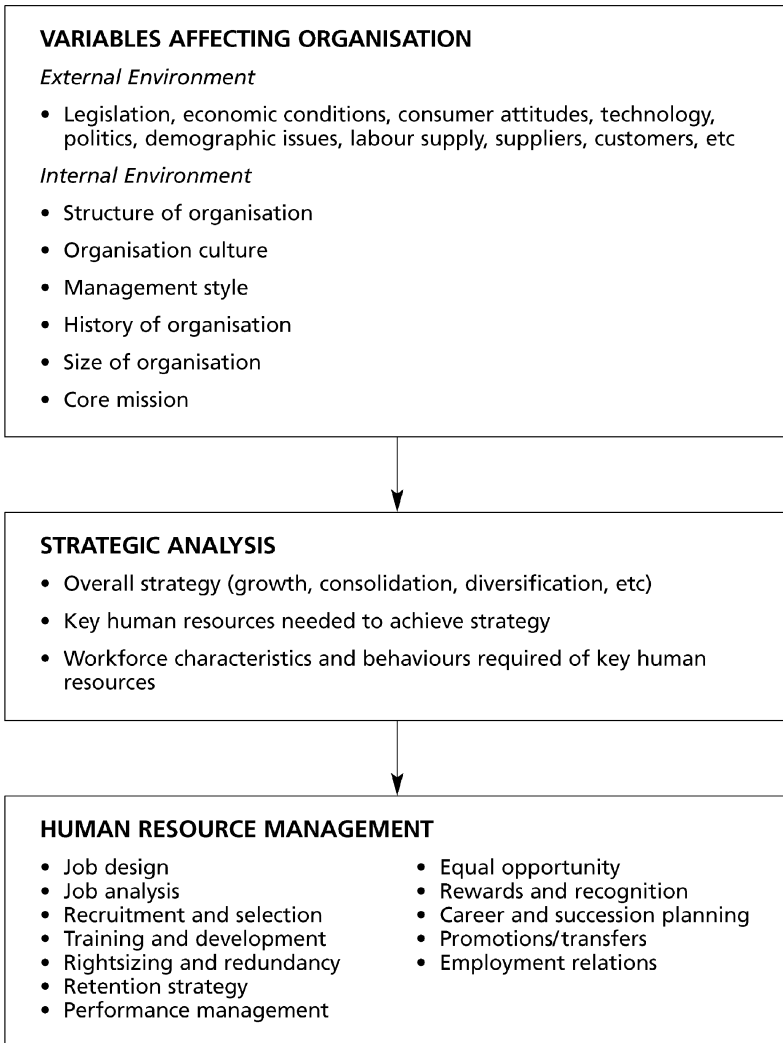 VARIABLES AFFECTING ORGANISATION
External Environment
• Legislation, economic conditions, consumer attitudes, technology,
politics, demographic issues, labour supply, suppliers, customers, etc
Internal Environment
• Structure of organisation
• Organisation culture
• Management style
• History of organisation
• Size of organisation
• Core mission
STRATEGIC ANALYSIS
• Overall strategy (growth, consolidation, diversification, etc)
• Key human resources needed to achieve strategy
• Workforce characteristics and behaviours required of key human
resources
HUMAN RESOURCE MANAGEMENT
• Job design
• Job analysis
• Recruitment and selection
• Training and development
• Rightsizing and redundancy
• Retention strategy
• Performance management
• Equal opportunity
• Rewards and recognition
• Career and succession planning
• Promotions/transfers
• Employment relations